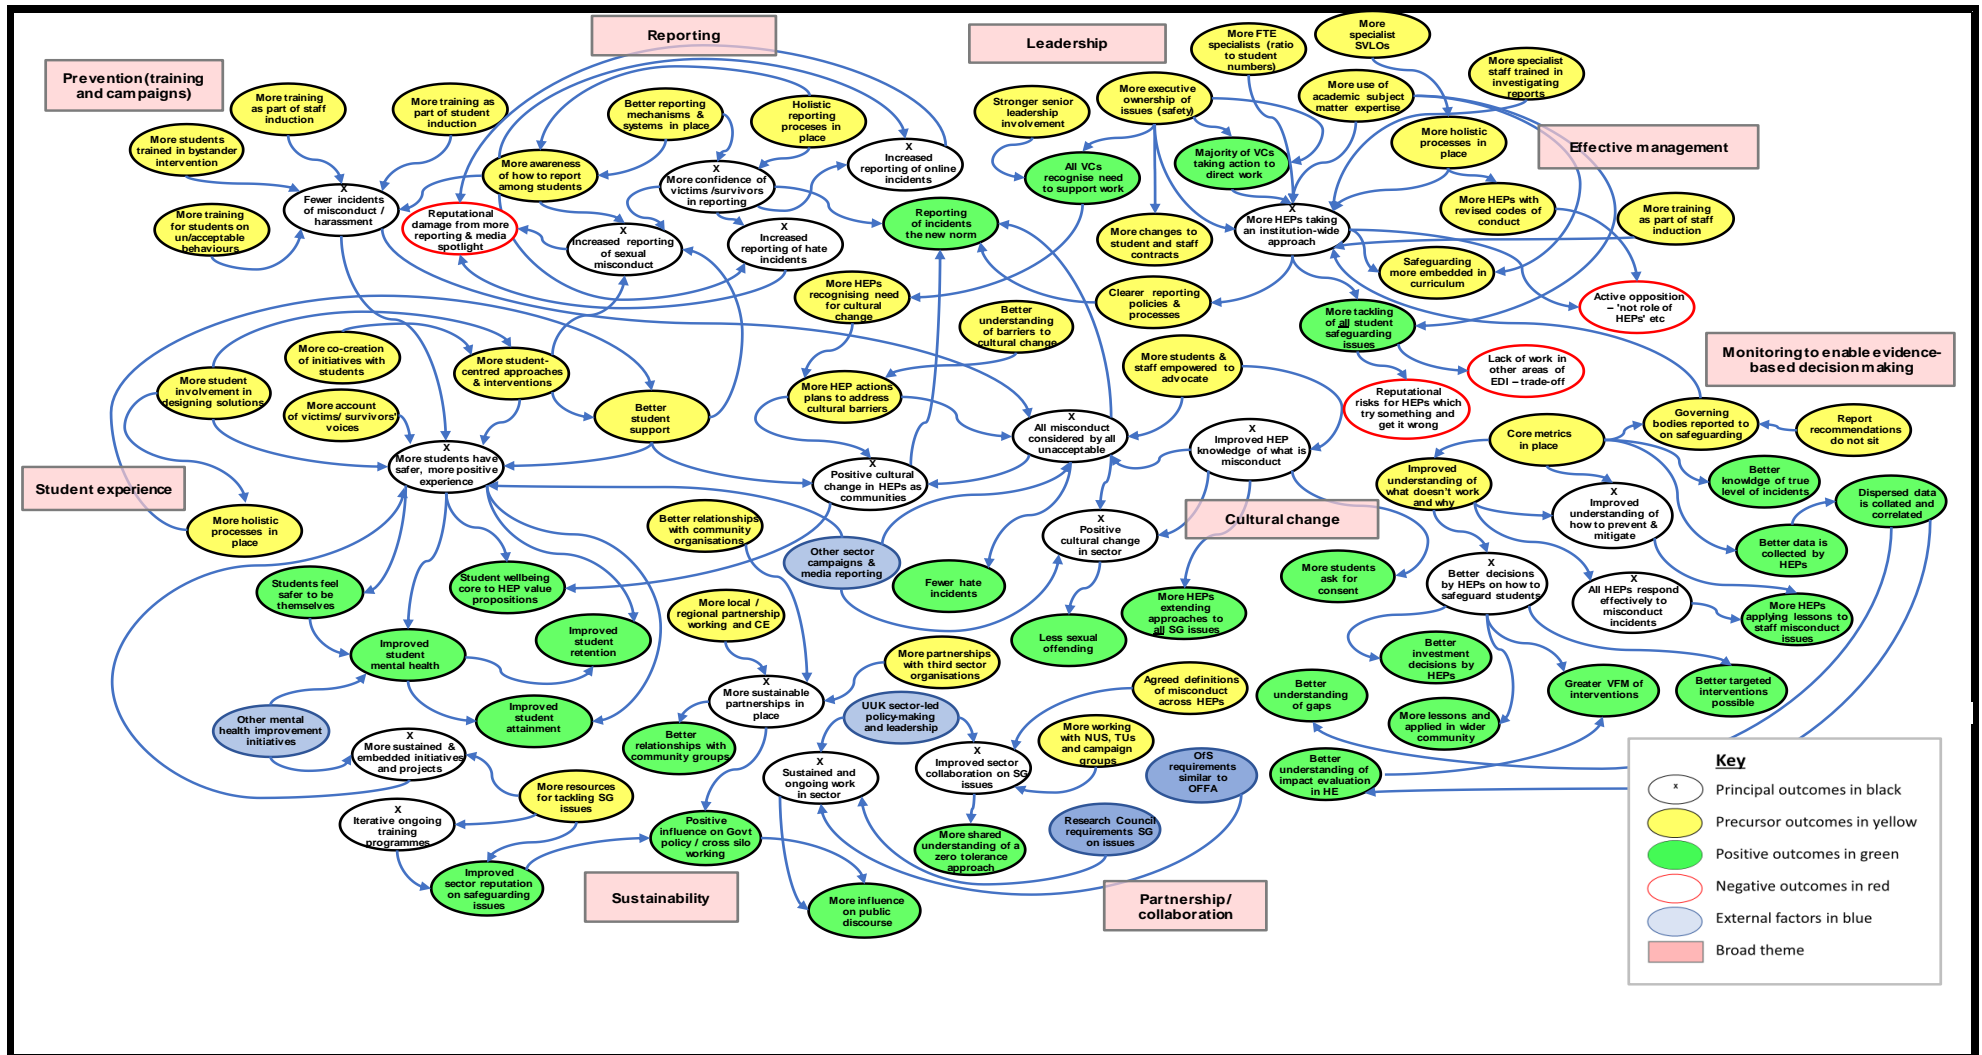 Reporting
Leadership
Prevention (training
and campaigns)
More training
as part of staff
induction
More training as
part of student
induction
More students
trained in bystander
intervention
More training
for students on
un/acceptable
behaviours
X
Fewer incidents
of misconduct /
harassment
Better reporting
mechanisms &
systems in place
Holistic
reporting
proceses in
place
More awareness
of how to report
among students
X
More confidence of
victims /survivors
in reporting
X
Increased
reporting of online
incidents
Reputational
damage from more
reporting & media
spotlight
X
Increased reporting
of sexual
misconduct
X
Increased
reporting of hate
incidents
Reporting
of incidents
the new norm
Stronger senior
leadership
involvement
More executive
ownership of
issues (safety)
More FTE
specialists (ratio
to student
numbers)
More
specialist
SVLOs
More use of
academic subject
matter expertise
More specialist
staff trained in
investigating
reports
All VCs
recognise need
to support work
Majority of VCs
taking action to
direct work
More holistic
processes in
place
Effective management
More HEPs with
revised codes of
conduct
More training
as part of staff
induction
More changes to
student and staff
contracts
X
More HEPs taking
an institution-wide
approach
Safeguarding
more embedded in
curriculum
Active opposition
– 'not role of
HEPs' etc
More HEPs
recognising need
for cultural
change
Clearer reporting
policies &
processes
More tackling
of all student
safeguarding
issues
Better
understanding
of barriers to
cultural change
More students &
staff empowered to
advocate
Lack of work in
other areas of
EDI – trade-off
Reputational
risks for HEPs which
try something and
get it wrong
Monitoring to enable evidence-
based decision making
More co-creation
of initiatives with
students
More student-
centred approaches
& interventions
More student
involvement in
designing solutions
More account
of victims/ survivors'
voices
Better
student
support
More HEP actions
plans to address
cultural barriers
X
All misconduct
considered by all
unacceptable
X
Improved HEP
knowledge of what is
misconduct
Core metrics
in place
Governing
bodies reported to
on safeguarding
Report
recommendations
do not sit
X
More students have
safer, more positive
experience
X
Positive cultural
change in HEPs as
communities
Improved
understanding of
what doesn't work
and why
Better
knowldge of true
level of incidents
Dispersed data
is collated and
correlated
Student experience
More holistic
processes in
place
Better relationships
with community
organisations
Other sector
campaigns &
media reporting
X
Positive
cultural change
in sector
Cultural change
X
Improved
understanding of
how to prevent &
mitigate
Better data is
collected by
HEPs
Students feel
safer to be
themselves
Student wellbeing
core to HEP value
propositions
Fewer hate
incidents
More students
ask for
consent
X
Better decisions
by HEPs on how to
safeguard students
X
All HEPs respond
effectively to
misconduct
incidents
More HEPs
applying lessons to
staff misconduct
issues
More local /
regional partnership
working and CE
More HEPs
extending
approaches to
all SG issues
Improved
student
mental health
Improved
student
retention
Less sexual
offending
Better
investment
decisions by
HEPs
More partnerships
with third sector
organisations
X
More sustainable
partnerships in
place
UUK sector-led
policy-making
and leadership
Agreed definitions
of misconduct
across HEPs
Better
understanding
of gaps
Greater VFM of
interventions
Better targeted
interventions
possible
Other mental
health improvement
initiatives
Improved
student
attainment
Better
relationships with
community groups
More working
with NUS, TUs
and campaign
groups
More lessons and
applied in wider
community
X
More sustained &
embedded initiatives
and projects
X
Sustained and
ongoing work
in sector
X
Improved sector
collaboration on SG
issues
OfS
requirements
similar to
OFFA
Better
understanding of
impact evaluation
in HE
More resources
for tackling SG
issues
X
Iterative ongoing
training
programmes
Positive
influence on Govt
policy / cross silo
working
More shared
understanding of a
zero tolerance
approach
Research Council
requirements SG
on issues
Improved
sector reputation
on safeguarding
issues
Sustainability
More influence
on public
discourse
Partnership/
collaboration
Key
x
Principal outcomes in black
Precursor outcomes in yellow
Positive outcomes in green
Negative outcomes in red
External factors in blue
Broad theme